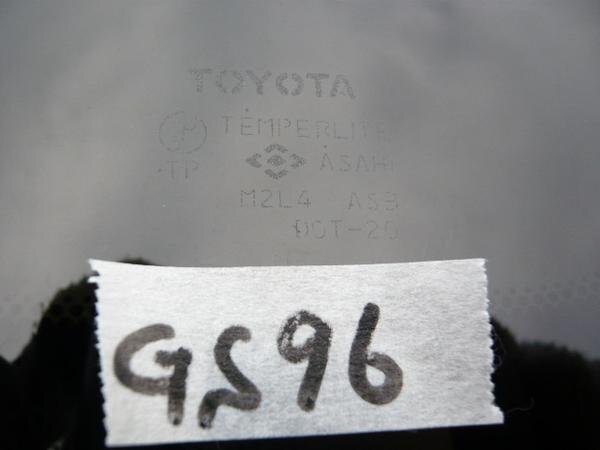 TOYOTA
TEMPERLITE
TP ASAHI
M2L4 AS3
DOT-20
GS96